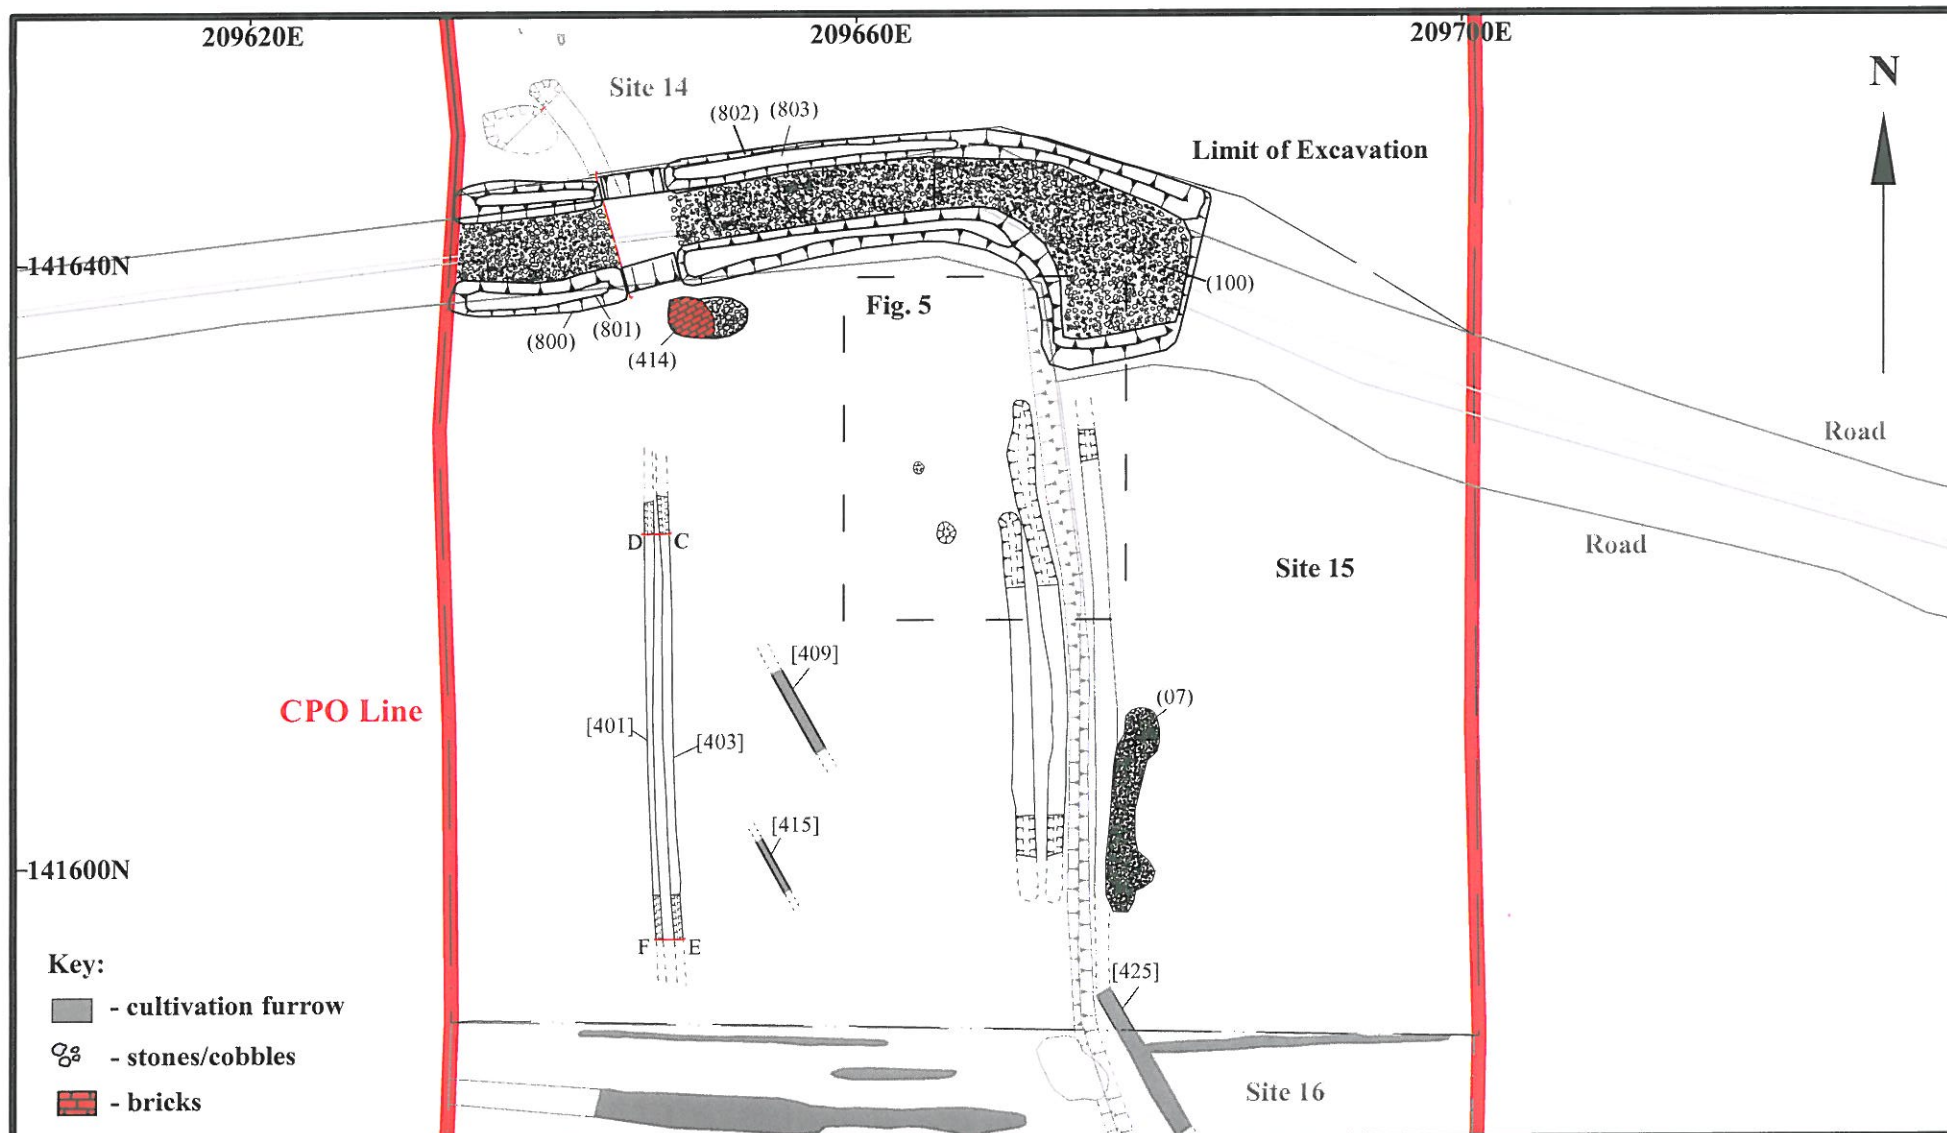 209620E
209660E
209700E
Site 14
N
(802)
(803)
Limit of Excavation
141640N
(100)
Fig. 5
(800)
(801)
(414)
Road
D
C
Road
Site 15
[409]
(07)
CPO Line
[401]
[403]
[415]
141600N
F
E
Key:
[425]
- cultivation furrow
- stones/cobbles
Site 16
- bricks